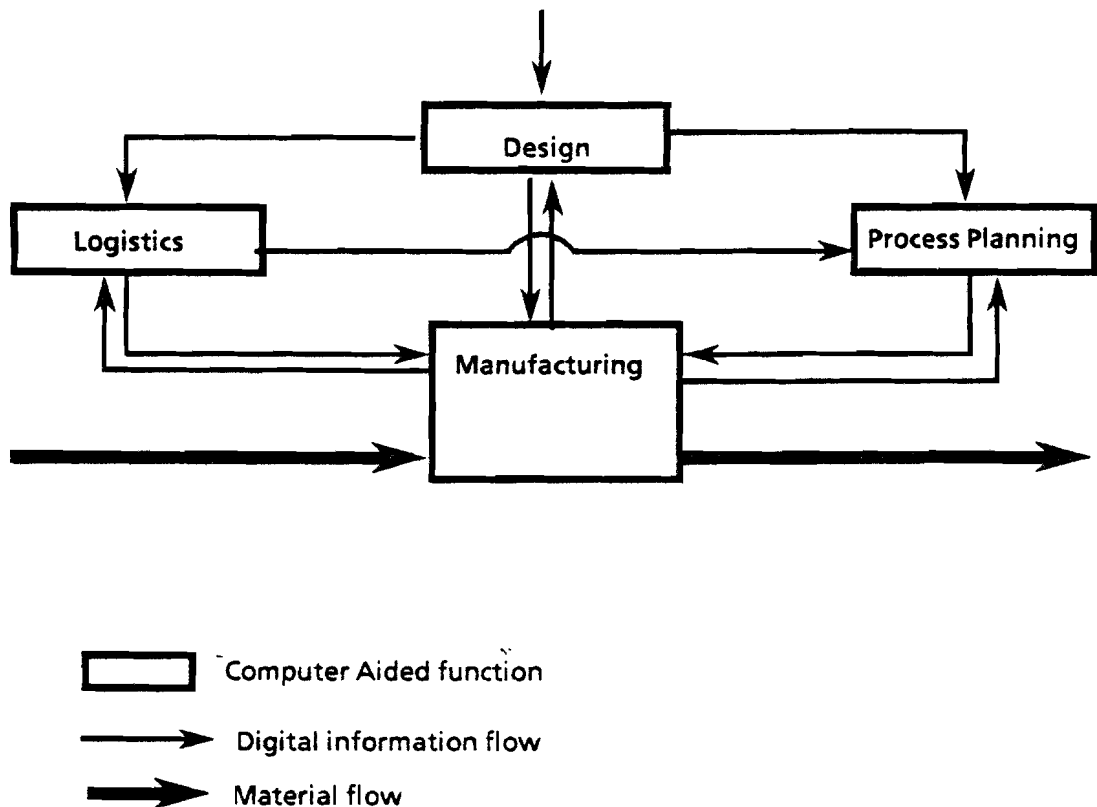 Design
Logistics
Process Planning
Manufacturing
Computer Aided function
Digital information flow
Material flow